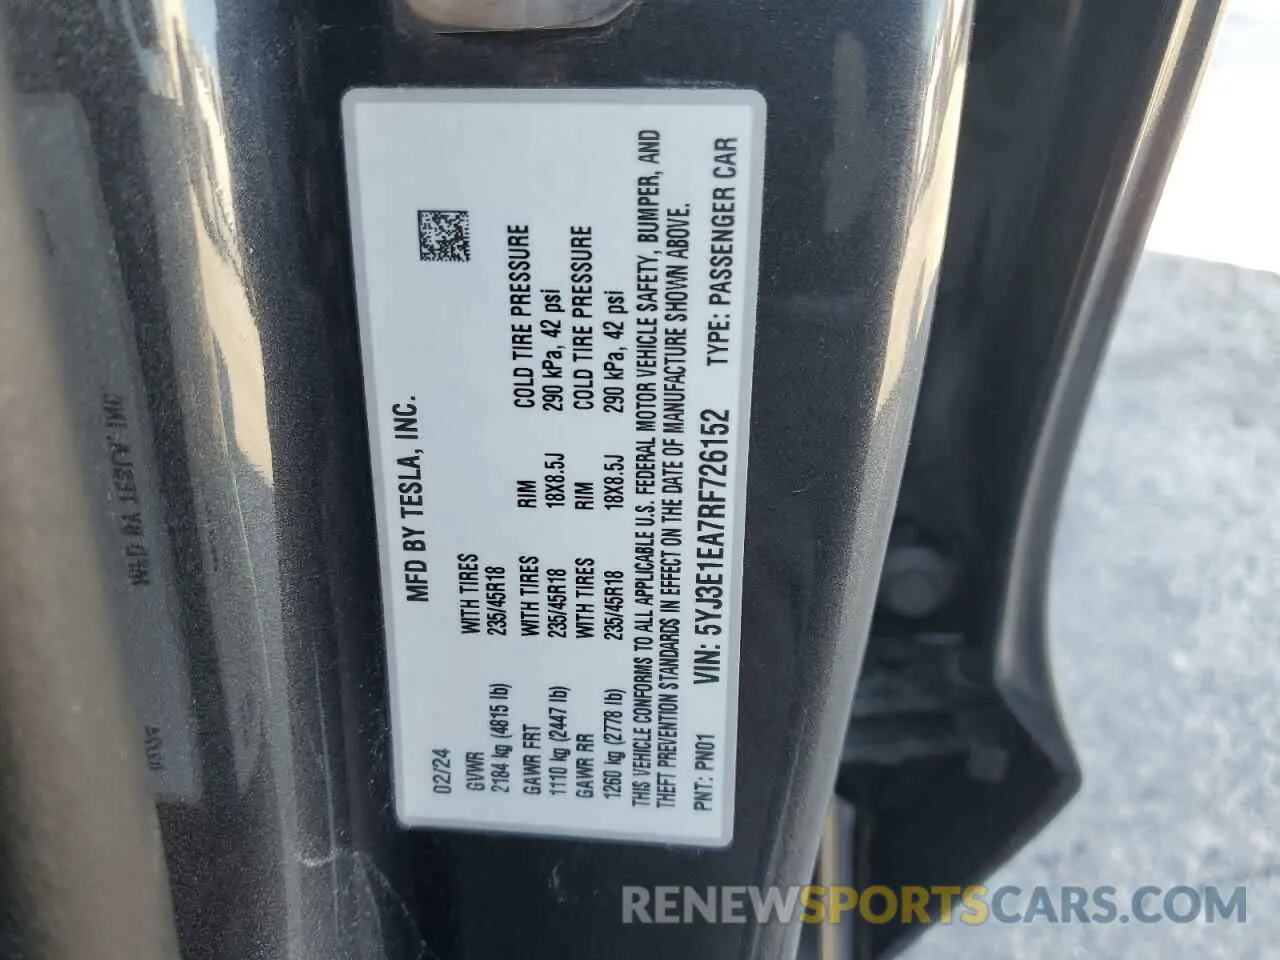 MFD BY TESLA, INC.
02/24
GVWR WITH TIRES
2184 kg (4815 lb) 235/45R18
GAWR FRT WITH TIRES RIM COLD TIRE PRESSURE
1110 kg (2447 lb) 235/45R18 18X8.5J 290 kPa, 42 psi
GAWR RR WITH TIRES RIM COLD TIRE PRESSURE
1260 kg (2778 lb) 235/45R18 18X8.5J 290 kPa, 42 psi
THIS VEHICLE CONFORMS TO ALL APPLICABLE U.S. FEDERAL MOTOR VEHICLE SAFETY, BUMPER, AND
THEFT PREVENTION STANDARDS IN EFFECT ON THE DATE OF MANUFACTURE SHOWN ABOVE.
PNT: PN01 VIN: 5YJ3E1EA7RF726152 TYPE: PASSENGER CAR
RENEWSPORTSCARS.COM